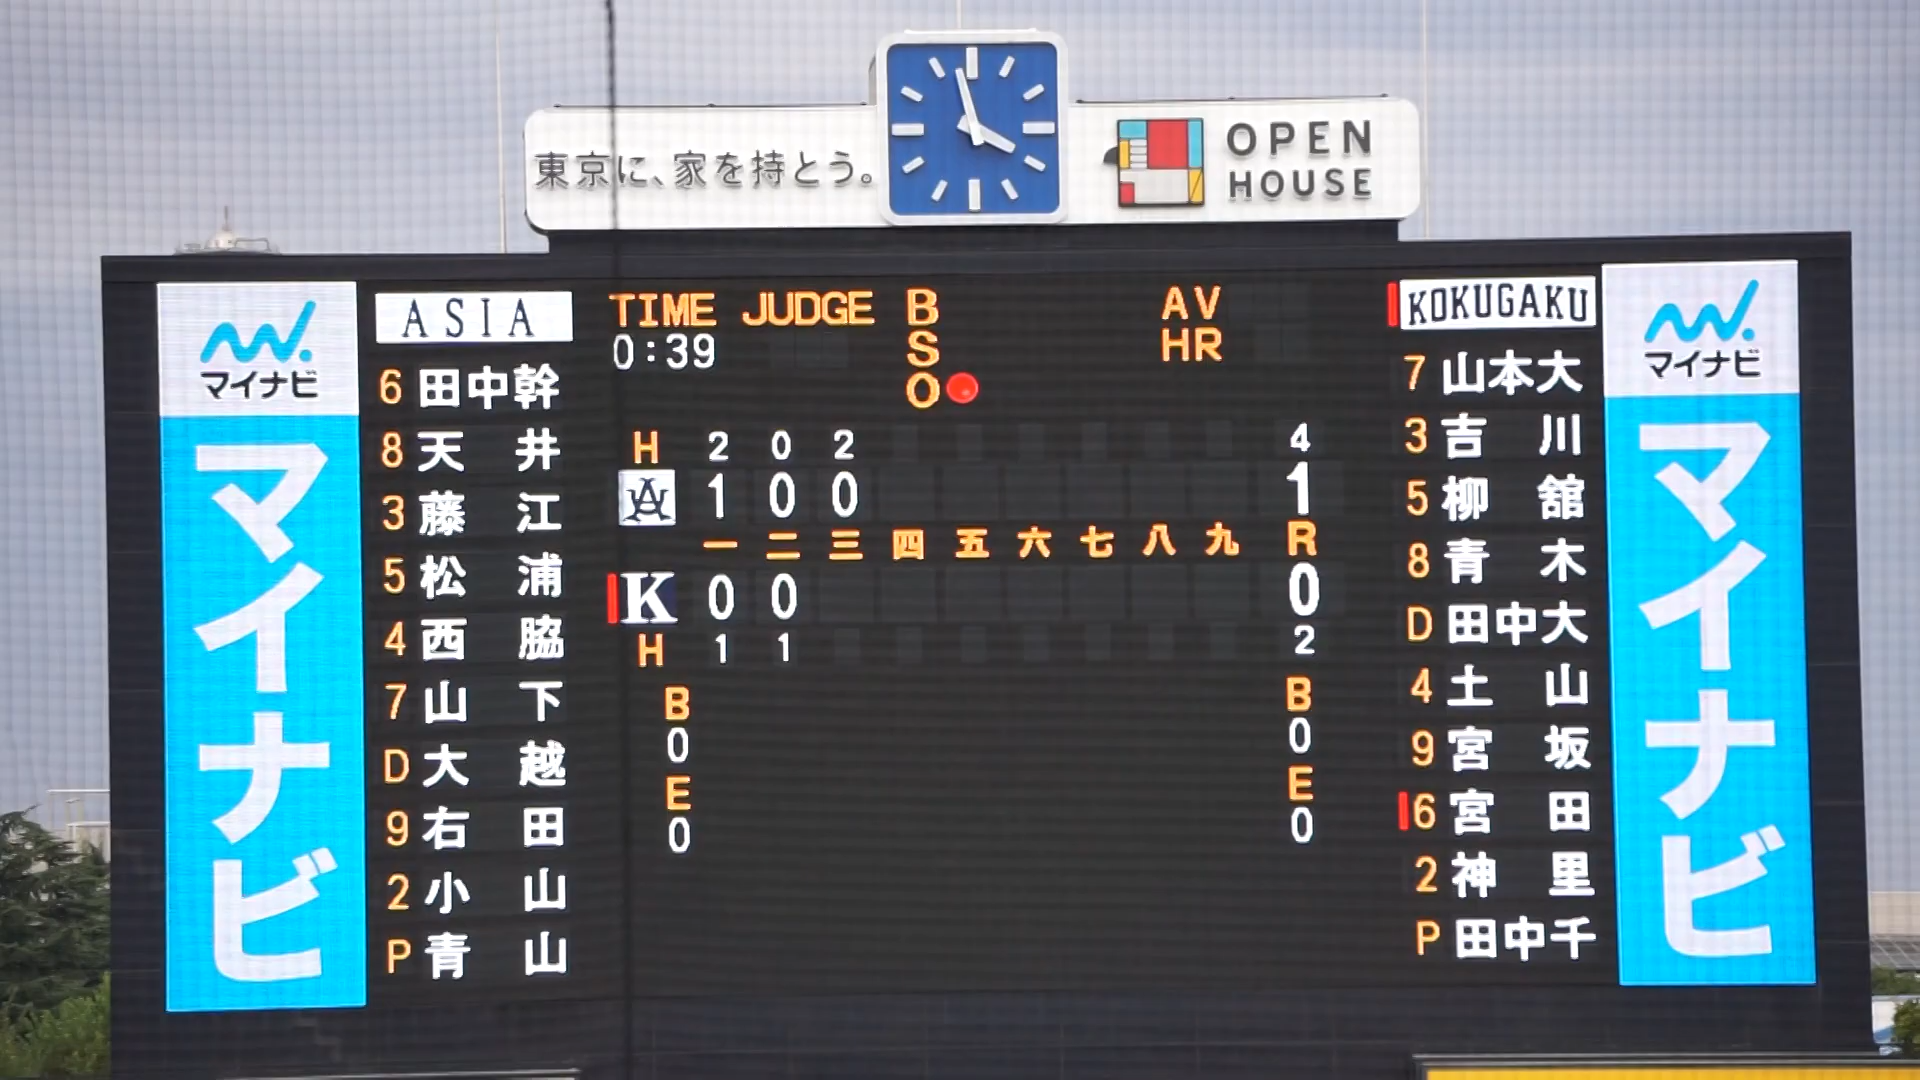 東京に、家を持とう。
OPEN
HOUSE
マイナビ
マイナビ
ASIA
6 田中幹
8 天井
3 藤江
5 松浦
4 西脇
7 山下
D 大越
9 右田
2 小山
P 青山
TIME JUDGE B AV
0:39 S HR
O
H 2 0 2 4
A 1 0 0 1
一 二 三 四 五 六 七 八 九 R
K 0 0 0
H 1 1 2
B B
0 0
E E
0 0
KOKUGAKU
7 山本大
3 吉川
5 柳舘
8 青木
D 田中大
4 土山
9 宮坂
6 宮田
2 神里
P 田中千
マイナビ
マイナビ